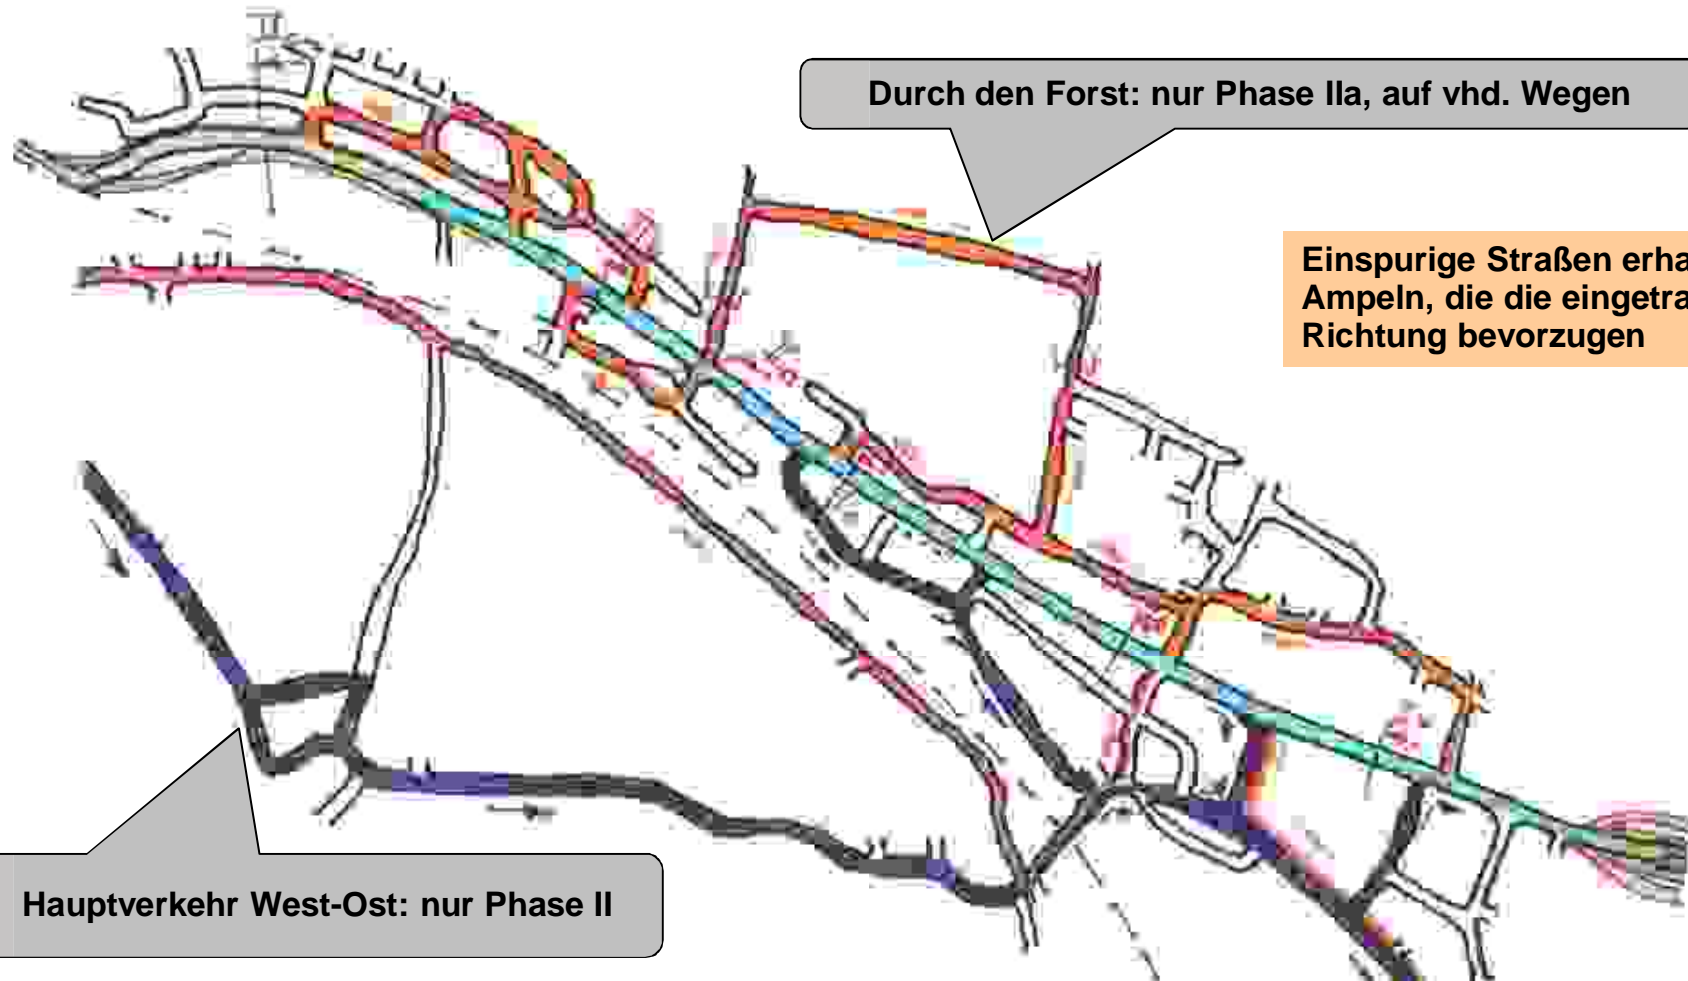 Durch den Forst: nur Phase IIa, auf vhd. Wegen
Einspurige Straßen erha
Ampeln, die die eingetra
Richtung bevorzugen
Hauptverkehr West-Ost: nur Phase II